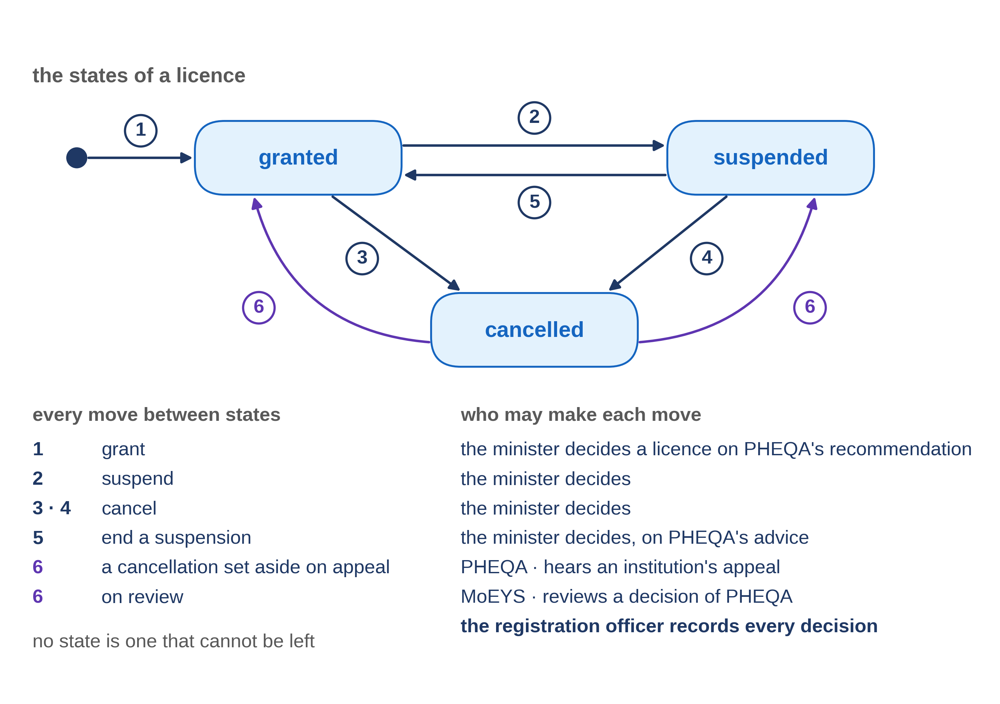 the states of a licence
1
2
granted
suspended
5
3
4
6
6
cancelled
every move between states
who may make each move
1 grant the minister decides a licence on PHEQA's recommendation
2 suspend the minister decides
3 · 4 cancel the minister decides
5 end a suspension the minister decides, on PHEQA's advice
6 a cancellation set aside on appeal PHEQA · hears an institution's appeal
6 on review MoEYS · reviews a decision of PHEQA
the registration officer records every decision
no state is one that cannot be left